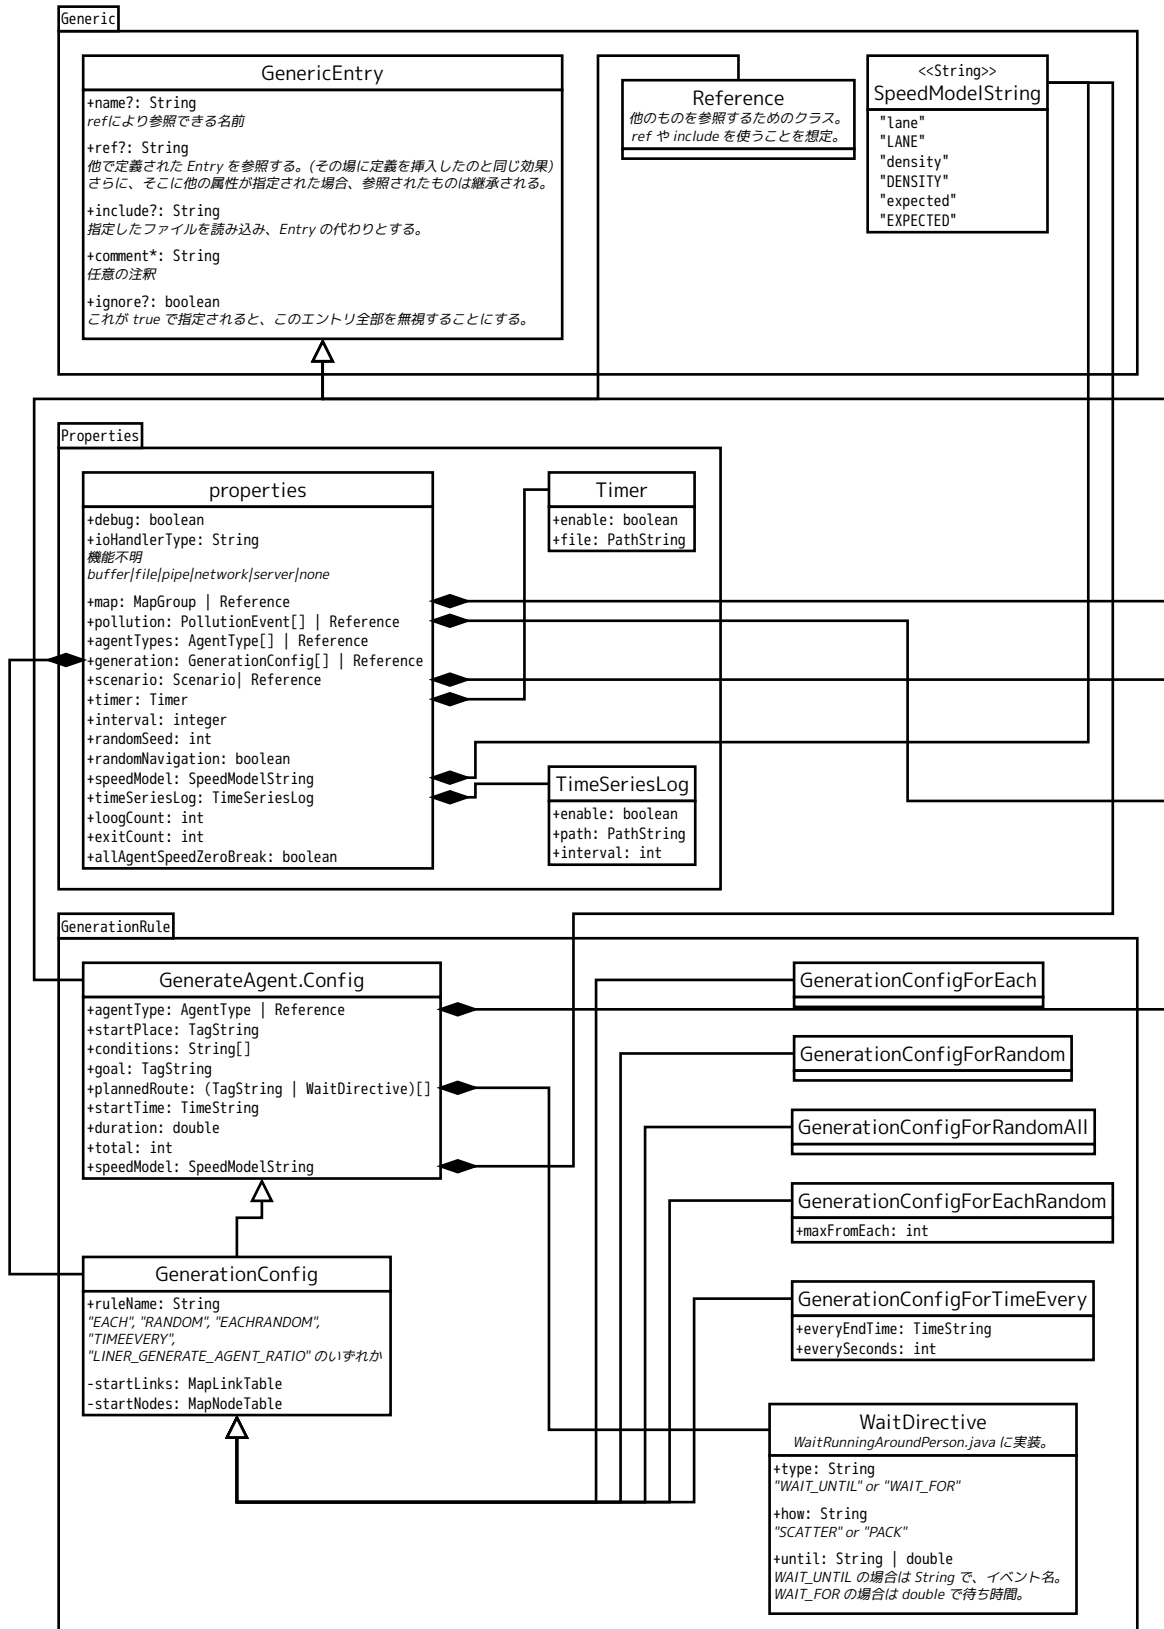 Generic
GenericEntry
+name?: String
refにより参照できる名前
+ref?: String
他で定義された Entry を参照する。(その場に定義を挿入したのと同じ効果)
さらに、そこに他の属性が指定された場合、参照されたものは継承される。
+include?: String
指定したファイルを読み込み、Entry の代わりとする。
+comment*: String
任意の注釈
+ignore?: boolean
これが true で指定されると、このエントリ全部を無視することにする。
Reference
他のものを参照するためのクラス。
ref や include を使うことを想定。
<<String>>
SpeedModelString
"lane"
"LANE"
"density"
"DENSITY"
"expected"
"EXPECTED"
Properties
properties
+debug: boolean
+ioHandlerType: String
機能不明
buffer|file|pipe|network|server|none
+map: MapGroup | Reference
+pollution: PollutionEvent[] | Reference
+agentTypes: AgentType[] | Reference
+generation: GenerationConfig[] | Reference
+scenario: Scenario| Reference
+timer: Timer
+interval: integer
+randomSeed: int
+randomNavigation: boolean
+speedModel: SpeedModelString
+timeSeriesLog: TimeSeriesLog
+loogCount: int
+exitCount: int
+allAgentSpeedZeroBreak: boolean
Timer
+enable: boolean
+file: PathString
TimeSeriesLog
+enable: boolean
+path: PathString
+interval: int
GenerationRule
GenerateAgent.Config
+agentType: AgentType | Reference
+startPlace: TagString
+conditions: String[]
+goal: TagString
+plannedRoute: (TagString | WaitDirective)[]
+startTime: TimeString
+duration: double
+total: int
+speedModel: SpeedModelString
GenerationConfig
+ruleName: String
"EACH", "RANDOM", "EACHRANDOM",
"TIMEEVERY",
"LINER_GENERATE_AGENT_RATIO" のいずれか
-startLinks: MapLinkTable
-startNodes: MapNodeTable
GenerationConfigForEach
GenerationConfigForRandom
GenerationConfigForRandomAll
GenerationConfigForEachRandom
+maxFromEach: int
GenerationConfigForTimeEvery
+everyEndTime: TimeString
+everySeconds: int
WaitDirective
WaitRunningAroundPerson.java に実装。
+type: String
"WAIT_UNTIL" or "WAIT_FOR"
+how: String
"SCATTER" or "PACK"
+until: String | double
WAIT_UNTIL の場合は String で、イベント名。
WAIT_FOR の場合は double で待ち時間。